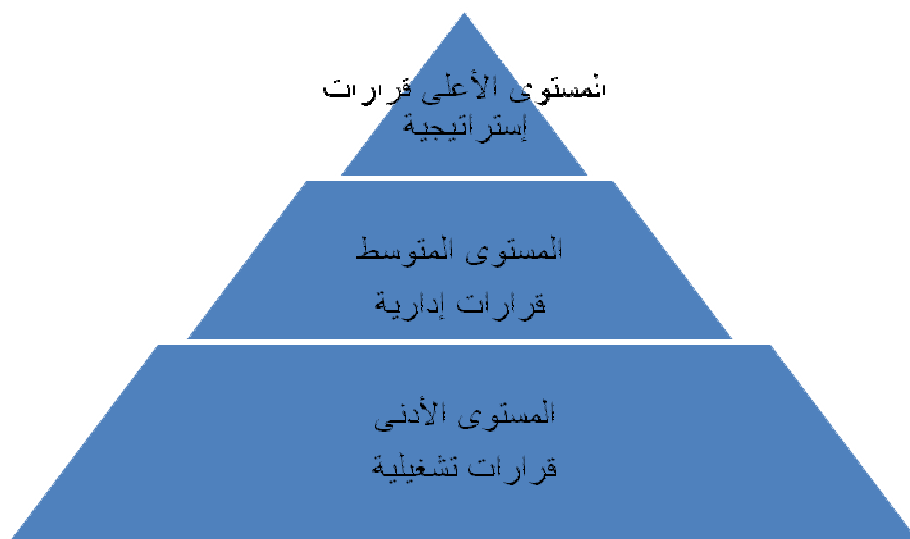 المستوى الأعلى قرارات
إستراتيجية
المستوى المتوسط
قرارات إدارية
المستوى الأدنى
قرارات تشغيلية